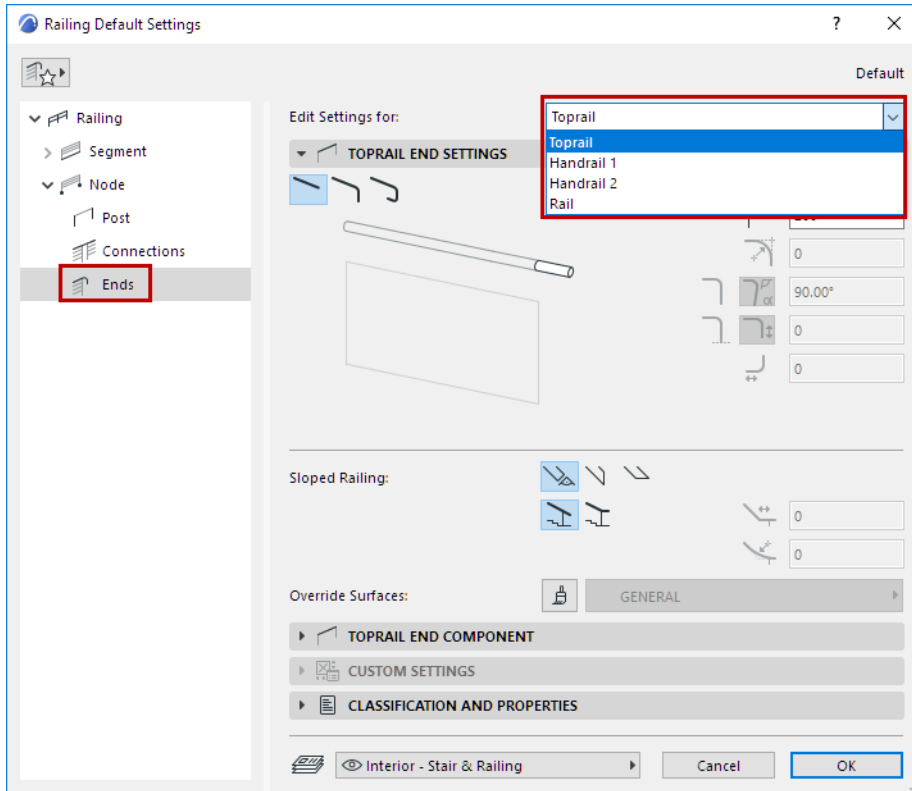 Railing Default Settings
?
Default
Railing
Segment
Node
Post
Connections
Ends
Edit Settings for:
Toprail
Toprail
Handrail 1
Handrail 2
Rail
TOPRAIL END SETTINGS
0
90.00°
α
0
0
Sloped Railing:
0
0
Override Surfaces:
GENERAL
TOPRAIL END COMPONENT
CUSTOM SETTINGS
CLASSIFICATION AND PROPERTIES
Interior - Stair & Railing
Cancel
OK